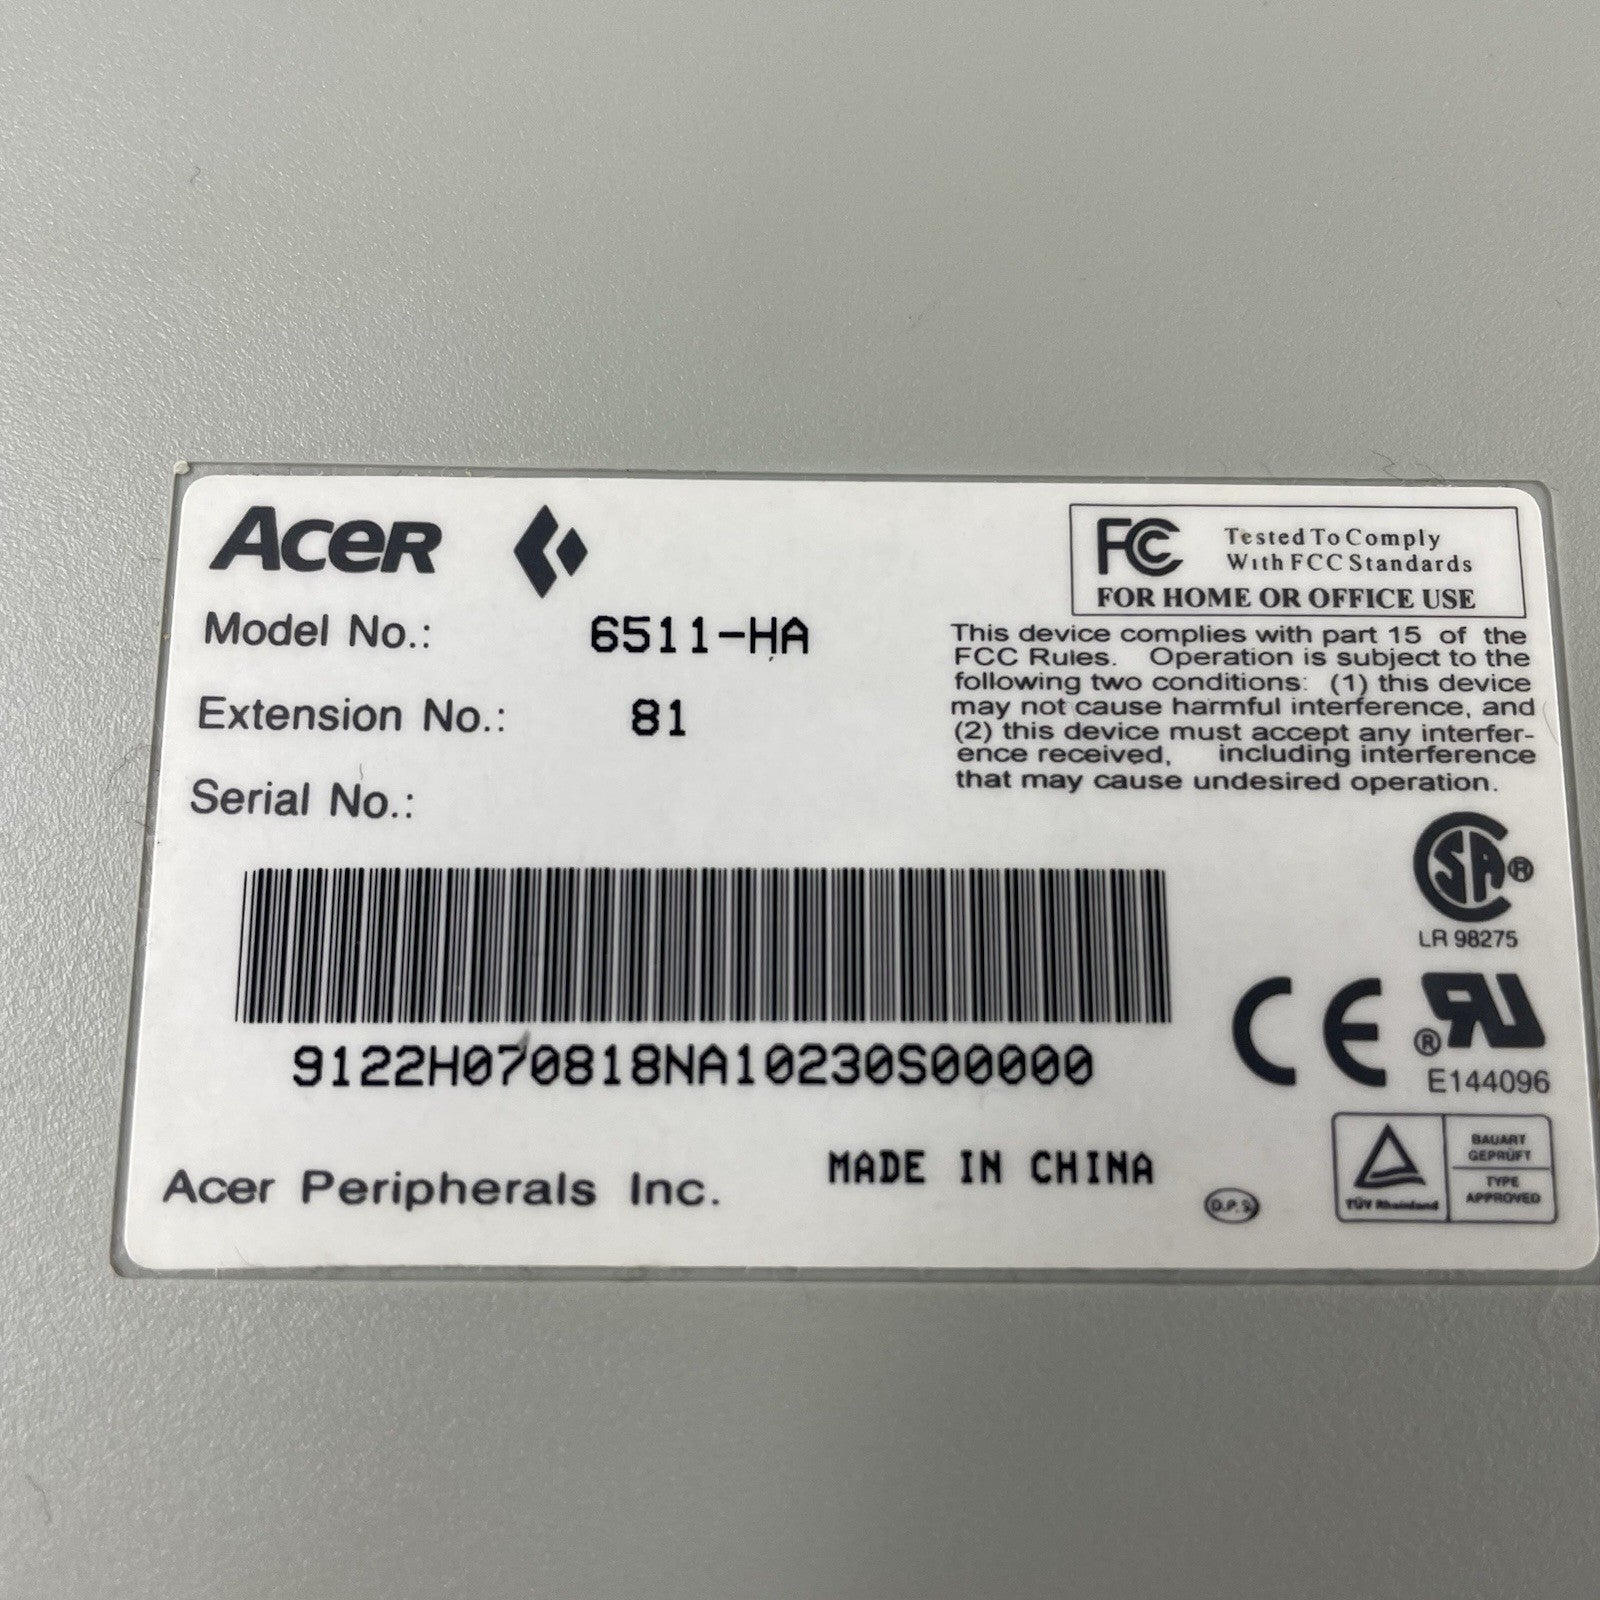 Acer
Model No.: 6511-HA
Extension No.: 81
Serial No.:
9122H070818NA10230S00000
Acer Peripherals Inc.
MADE IN CHINA
FC Tested To Comply
With FCC Standards
FOR HOME OR OFFICE USE
This device complies with part 15 of the
FCC Rules. Operation is subject to the
following two conditions: (1) this device
may not cause harmful interference, and
(2) this device must accept any interfer-
ence received, including interference
that may cause undesired operation.
SA ®
LR 98275
CE
® RU
E144096
D.P.S.
TÜV Rheinland
BAUART
GEPRÜFT
TYPE
APPROVED